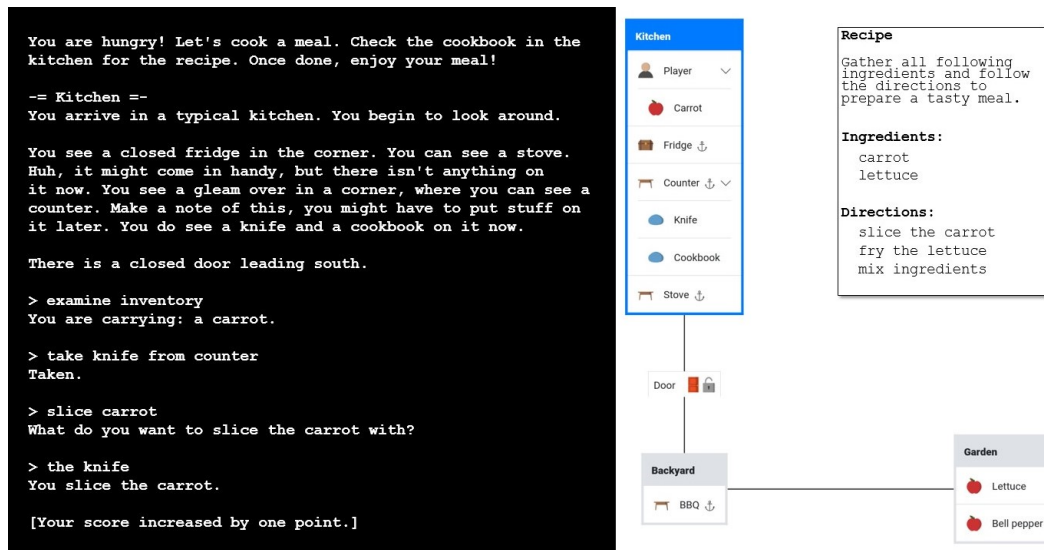 You are hungry! Let's cook a meal. Check the cookbook in the
kitchen for the recipe. Once done, enjoy your meal!
-= Kitchen =-
You arrive in a typical kitchen. You begin to look around.
You see a closed fridge in the corner. You can see a stove.
Huh, it might come in handy, but there isn't anything on
it now. You see a gleam over in a corner, where you can see a
counter. Make a note of this, you might have to put stuff on
it later. You do see a knife and a cookbook on it now.
There is a closed door leading south.
> examine inventory
You are carrying: a carrot.
> take knife from counter
Taken.
> slice carrot
What do you want to slice the carrot with?
> the knife
You slice the carrot.
[Your score increased by one point.]
Kitchen
Player
Carrot
Fridge
Counter
Knife
Cookbook
Stove
Door
Backyard
BBQ
Garden
Lettuce
Bell pepper
Recipe
Gather all following
ingredients and follow
the directions to
prepare a tasty meal.
Ingredients:
carrot
lettuce
Directions:
slice the carrot
fry the lettuce
mix ingredients